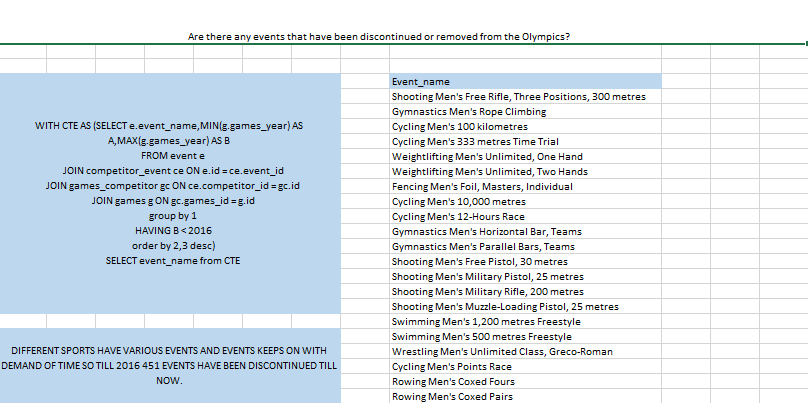 Are there any events that have been discontinued or removed from the Olympics?
WITH CTE AS (SELECT e.event_name,MIN(g.games_year) AS
A,MAX(g.games_year) AS B
FROM event e
JOIN competitor_event ce ON e.id = ce.event_id
JOIN games_competitor gc ON ce.competitor_id = gc.id
JOIN games g ON gc.games_id = g.id
group by 1
HAVING B < 2016
order by 2,3 desc)
SELECT event_name from CTE
DIFFERENT SPORTS HAVE VARIOUS EVENTS AND EVENTS KEEPS ON WITH
DEMAND OF TIME SO TILL 2016 451 EVENTS HAVE BEEN DISCONTINUED TILL
NOW.
Event_name
Shooting Men's Free Rifle, Three Positions, 300 metres
Gymnastics Men's Rope Climbing
Cycling Men's 100 kilometres
Cycling Men's 333 metres Time Trial
Weightlifting Men's Unlimited, One Hand
Weightlifting Men's Unlimited, Two Hands
Fencing Men's Foil, Masters, Individual
Cycling Men's 10,000 metres
Cycling Men's 12-Hours Race
Gymnastics Men's Horizontal Bar, Teams
Gymnastics Men's Parallel Bars, Teams
Shooting Men's Free Pistol, 30 metres
Shooting Men's Military Pistol, 25 metres
Shooting Men's Military Rifle, 200 metres
Shooting Men's Muzzle-Loading Pistol, 25 metres
Swimming Men's 1,200 metres Freestyle
Swimming Men's 500 metres Freestyle
Wrestling Men's Unlimited Class, Greco-Roman
Cycling Men's Points Race
Rowing Men's Coxed Fours
Rowing Men's Coxed Pairs